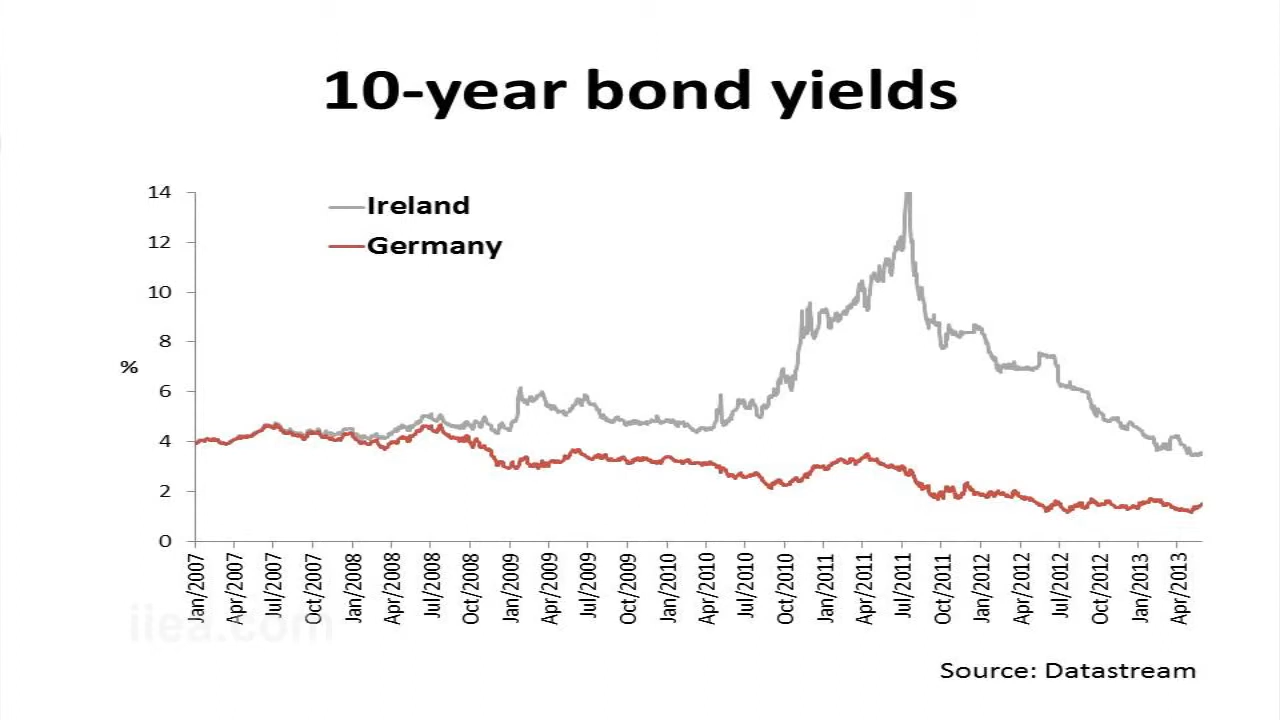 10-year bond yields
14
Ireland
Germany
12
10
8
%
6
4
2
0
Jan/2007
Apr/2007
Jul/2007
Oct/2007
Jan/2008
Apr/2008
Jul/2008
Oct/2008
Jan/2009
Apr/2009
Jul/2009
Oct/2009
Jan/2010
Apr/2010
Jul/2010
Oct/2010
Jan/2011
Apr/2011
Jul/2011
Oct/2011
Jan/2012
Apr/2012
Jul/2012
Oct/2012
Jan/2013
Apr/2013
iiea.com
Source: Datastream